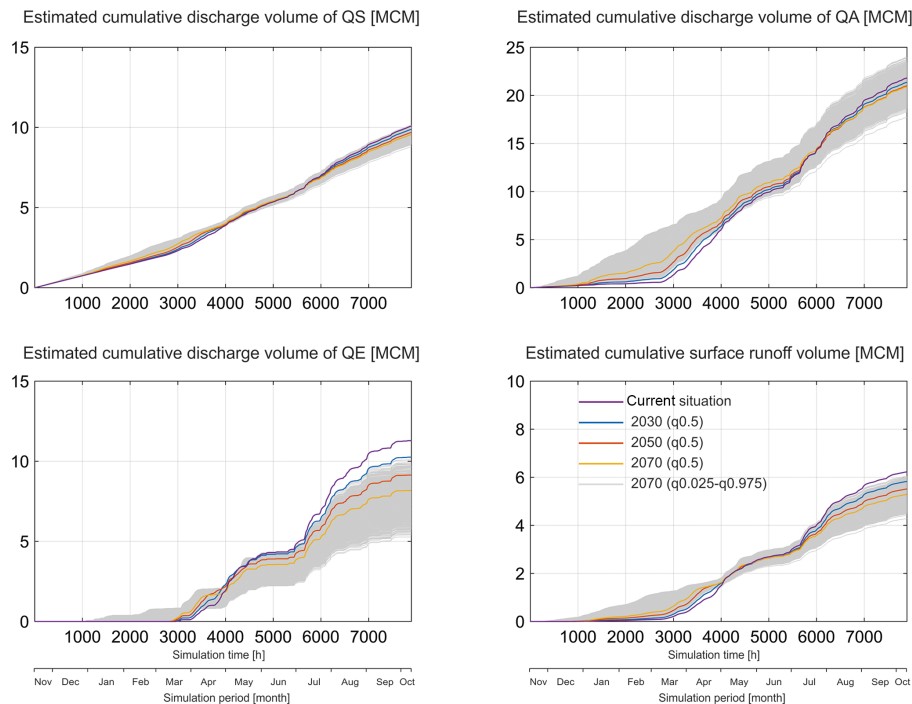 Estimated cumulative discharge volume of QS [MCM]
15
10
5
0
1000 2000 3000 4000 5000 6000 7000
Estimated cumulative discharge volume of QA [MCM]
25
20
15
10
5
0
1000 2000 3000 4000 5000 6000 7000
Estimated cumulative discharge volume of QE [MCM]
15
10
5
0
1000 2000 3000 4000 5000 6000 7000
Simulation time [h]
Nov Dec Jan Feb Mar Apr May Jun Jul Aug Sep Oct
Simulation period [month]
Estimated cumulative surface runoff volume [MCM]
10
8
6
4
2
0
Current situation
2030 (q0.5)
2050 (q0.5)
2070 (q0.5)
2070 (q0.025-q0.975)
1000 2000 3000 4000 5000 6000 7000
Simulation time [h]
Nov Dec Jan Feb Mar Apr May Jun Jul Aug Sep Oct
Simulation period [month]